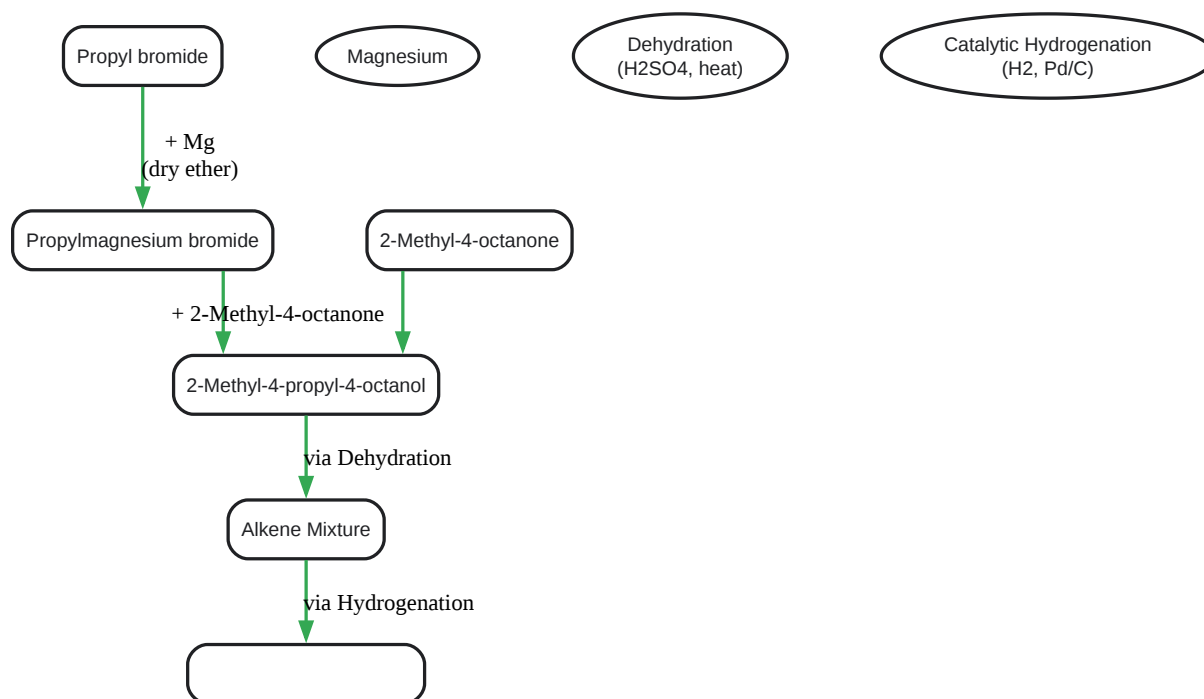 Propyl bromide
Magnesium
Dehydration
(H2SO4, heat)
Catalytic Hydrogenation
(H2, Pd/C)
+ Mg
(dry ether)
Propylmagnesium bromide
2-Methyl-4-octanone
+ 2-Methyl-4-octanone
2-Methyl-4-propyl-4-octanol
via Dehydration
Alkene Mixture
via Hydrogenation